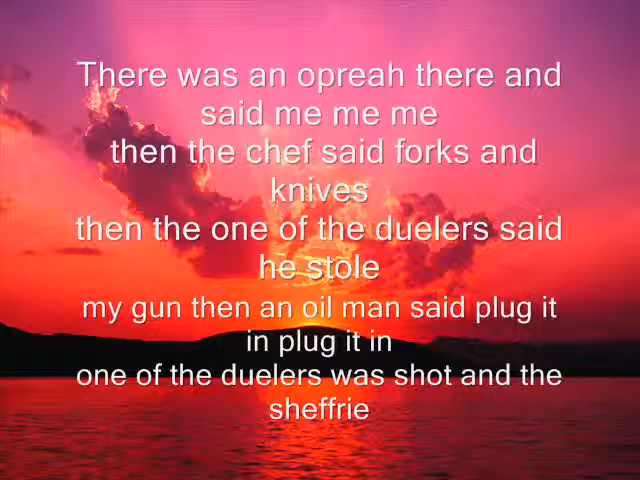 There was an opreah there and
said me me me
then the chef said forks and
knives
then the one of the duelers said
he stole
my gun then an oil man said plug it
in plug it in
one of the duelers was shot and the
sheffrie